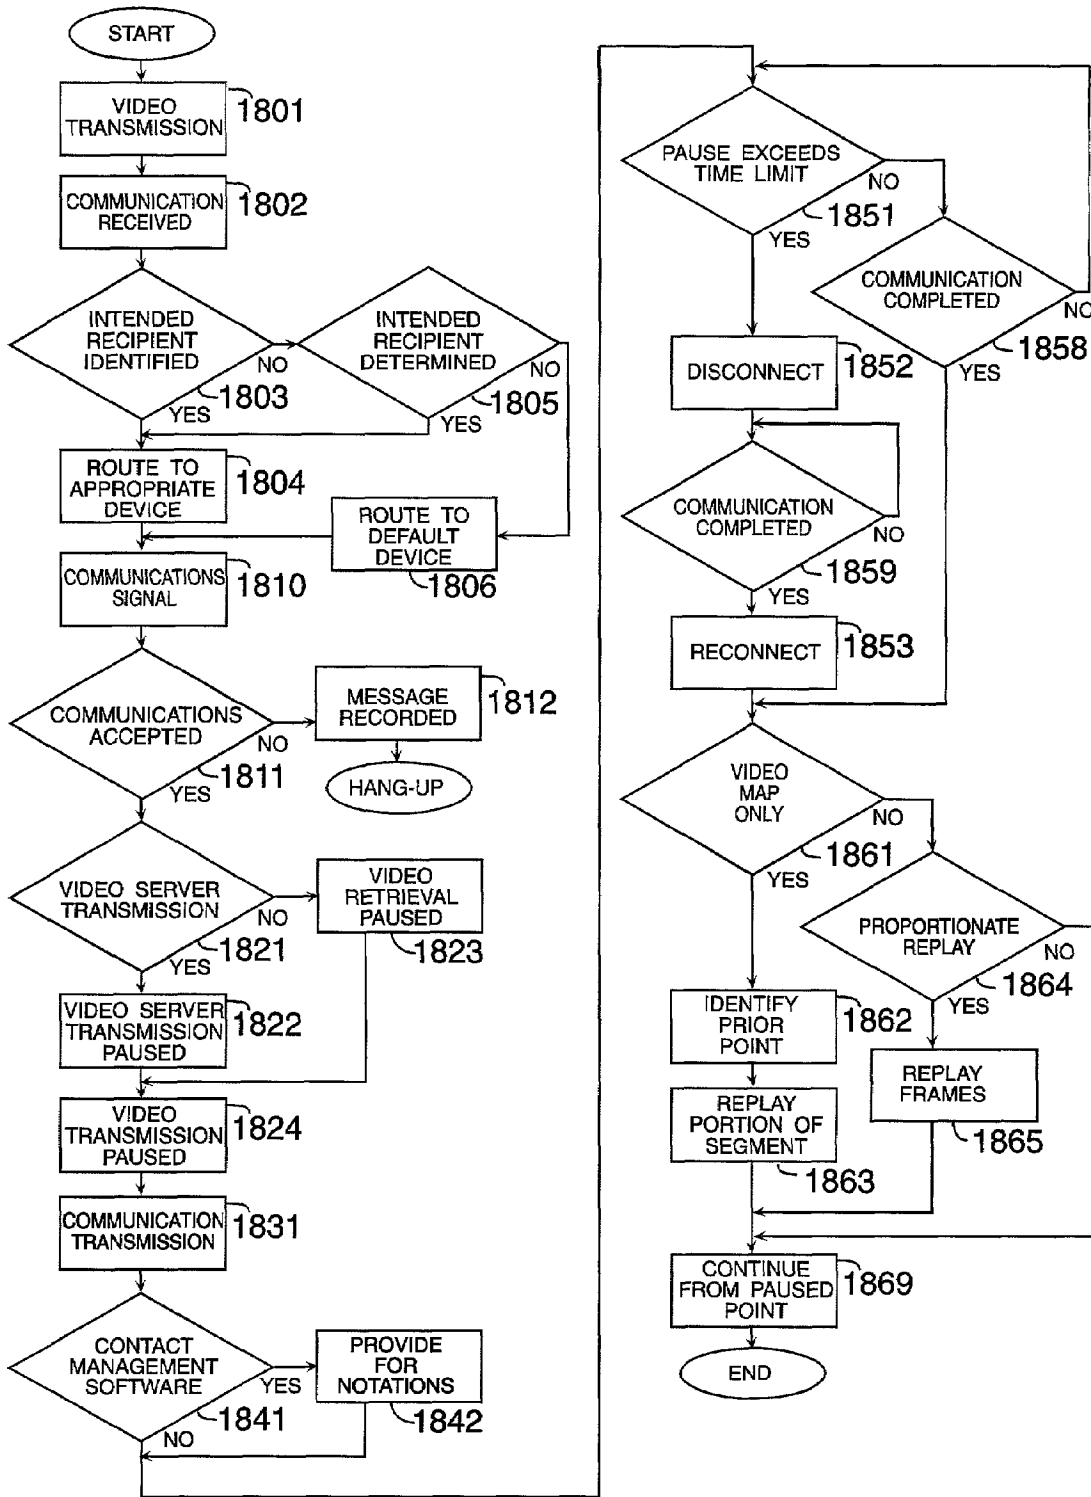 START
VIDEO
TRANSMISSION
1801
COMMUNICATION
RECEIVED
1802
INTENDED
RECIPIENT
IDENTIFIED
NO
1803
YES
INTENDED
RECIPIENT
DETERMINED
NO
1805
YES
ROUTE TO
APPROPRIATE
DEVICE
1804
ROUTE TO
DEFAULT
DEVICE
1806
COMMUNICATIONS
SIGNAL
1810
COMMUNICATIONS
ACCEPTED
NO
1811
YES
MESSAGE
RECORDED
1812
HANG-UP
VIDEO SERVER
TRANSMISSION
NO
1821
YES
VIDEO
RETRIEVAL
PAUSED
1823
VIDEO SERVER
TRANSMISSION
PAUSED
1822
VIDEO
TRANSMISSION
PAUSED
1824
COMMUNICATION
TRANSMISSION
1831
CONTACT
MANAGEMENT
SOFTWARE
YES
1841
NO
PROVIDE
FOR
NOTATIONS
1842
PAUSE EXCEEDS
TIME LIMIT
NO
1851
YES
COMMUNICATION
COMPLETED
NO
1858
YES
DISCONNECT
1852
COMMUNICATION
COMPLETED
NO
1859
YES
RECONNECT
1853
VIDEO
MAP
ONLY
NO
1861
YES
PROPORTIONATE
REPLAY
NO
1864
YES
IDENTIFY
PRIOR
POINT
1862
REPLAY
FRAMES
1865
REPLAY
PORTION OF
SEGMENT
1863
CONTINUE
FROM PAUSED
POINT
1869
END